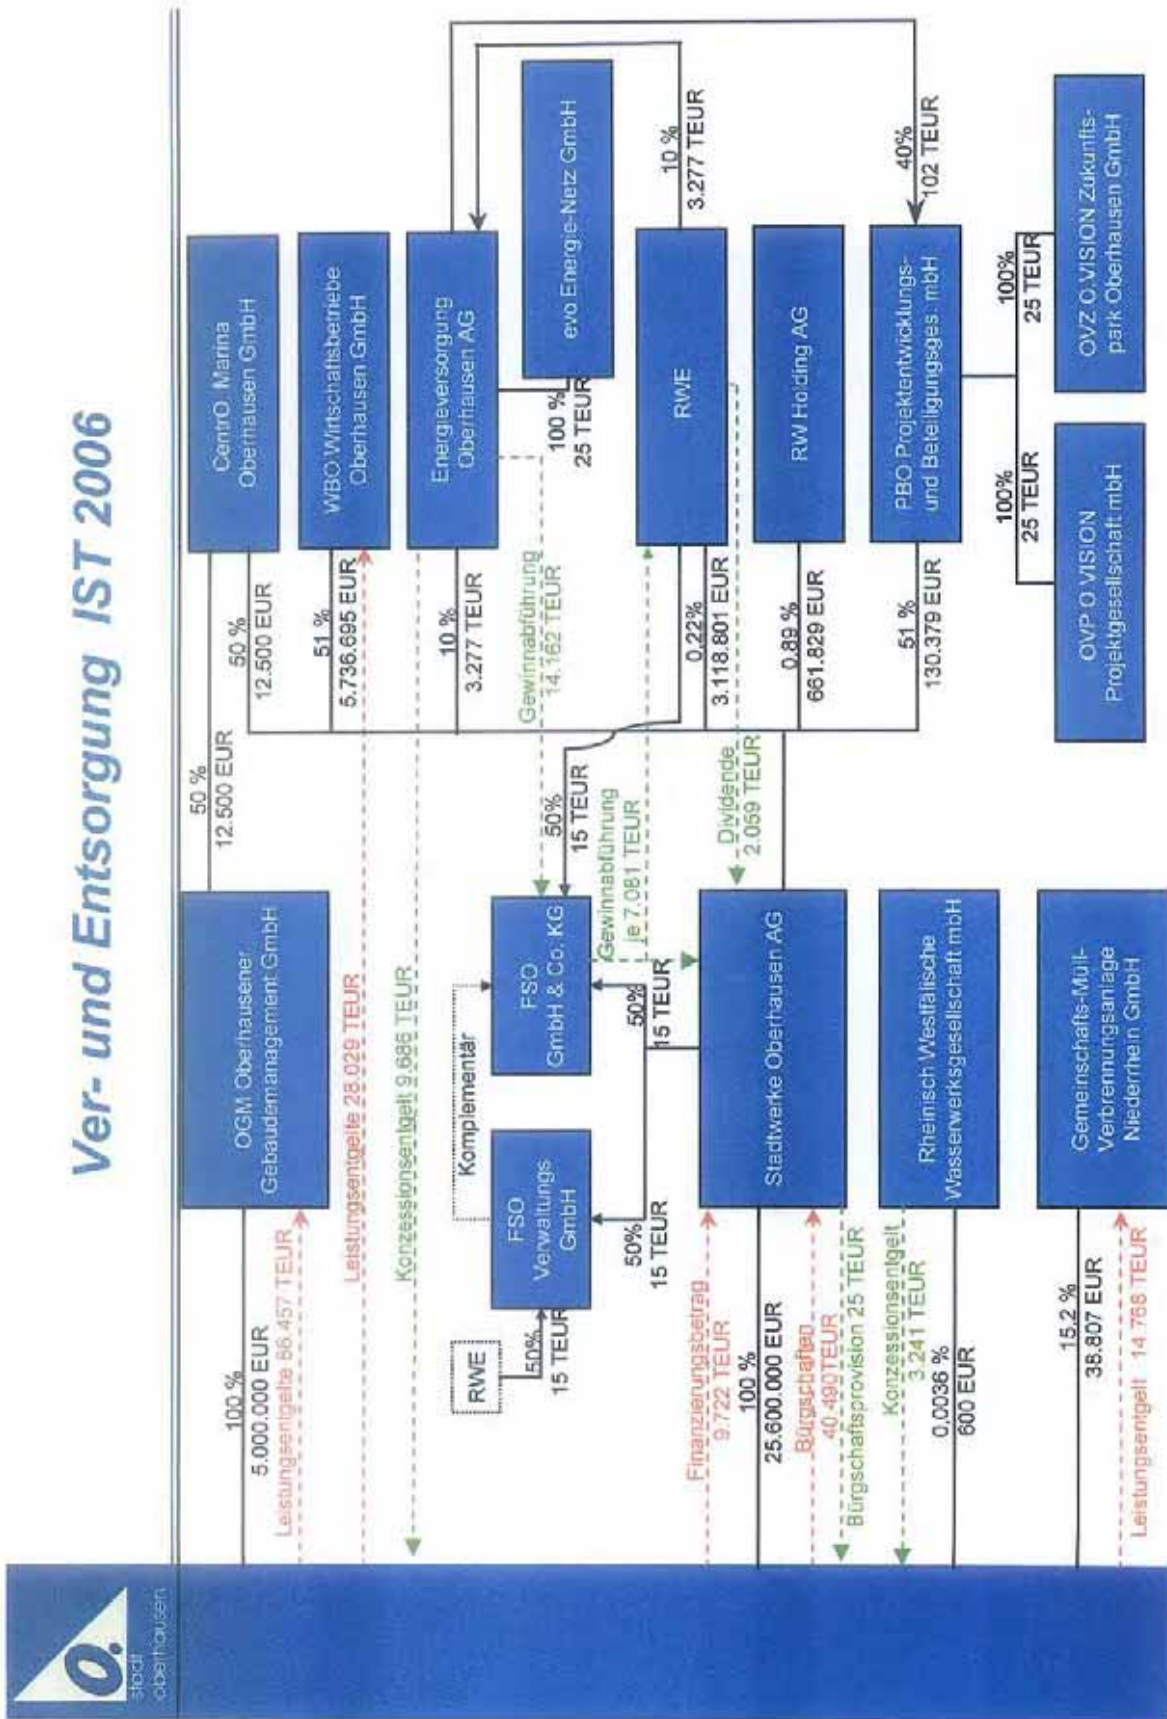 Ver- und Entsorgung IST 2006
O.
stadt
oberhausen
OGM Oberhausener
Gebäudemanagement GmbH
100 %
5.000.000 EUR
Leistungsentgelte 86.457 TEUR
50 %
12.500 EUR
CentrO. Marina
Oberhausen GmbH
50 %
12.500 EUR
WBO Wirtschaftsbetriebe
Oberhausen GmbH
51 %
5.736.695 EUR
Leistungsentgelte 28.029 TEUR
Energieversorgung
Oberhausen AG
10 %
3.277 TEUR
Konzessionsentgelt 9.686 TEUR
Gewinnabführung
14.162 TEUR
100 %
25 TEUR
evo Energie-Netz GmbH
Komplementär
RWE
50%
15 TEUR
FSO
Verwaltungs
GmbH
FSO
GmbH & Co. KG
50%
15 TEUR
Gewinnabführung
je 7.081 TEUR
50%
15 TEUR
50%
15 TEUR
RWE
10 %
3.277 TEUR
0,22%
3.118.801 EUR
Dividende
2.059 TEUR
Stadtwerke Oberhausen AG
Finanzierungsbetrag
9.722 TEUR
100 %
25.600.000 EUR
Bürgschaften
40.490TEUR
Bürgschaftsprovision 25 TEUR
RW Holding AG
0,89 %
661.829 EUR
PBO Projektentwicklungs-
und Beteiligungsges. mbH
51 %
130.379 EUR
40%
102 TEUR
Rheinisch Westfälische
Wasserwerksgesellschaft mbH
Konzessionsentgelt
3.241 TEUR
0,0036 %
600 EUR
Gemeinschafts-Müll-
Verbrennungsanlage
Niederrhein GmbH
15,2 %
38.807 EUR
Leistungsentgelt 14.768 TEUR
100%
25 TEUR
OVP O.VISION
Projektgesellschaft mbH
100%
25 TEUR
OVZ O.VISION Zukunfts-
park Oberhausen GmbH